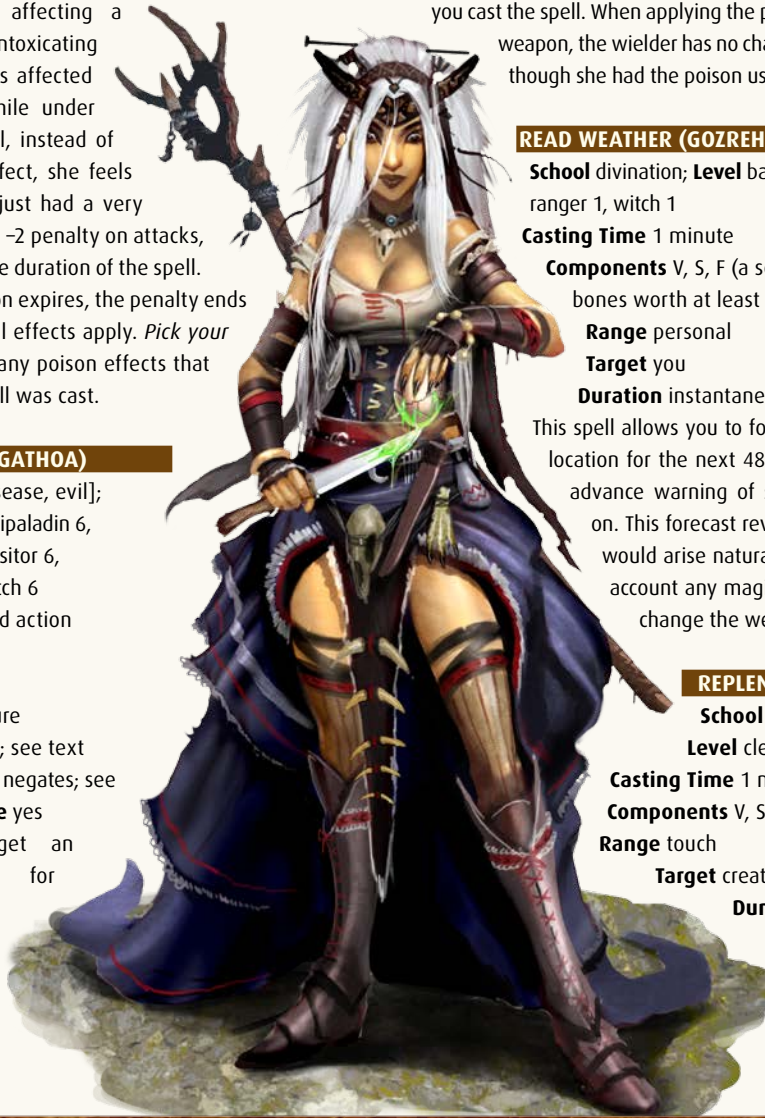 affecting a
ntoxicating
s affected
ile under
l, instead of
fect, she feels
just had a very
–2 penalty on attacks,
e duration of the spell.
on expires, the penalty ends
l effects apply. Pick your
any poison effects that
ell was cast.
GATHOA)
sease, evil];
ipaladin 6,
sitor 6,
tch 6
d action
ure
; see text
negates; see
e yes
get an
for
you cast the spell. When applying the p
weapon, the wielder has no cha
though she had the poison us
READ WEATHER (GOZREH
School divination; Level ba
ranger 1, witch 1
Casting Time 1 minute
Components V, S, F (a s
bones worth at least
Range personal
Target you
Duration instantane
This spell allows you to fo
location for the next 48
advance warning of
on. This forecast rev
would arise natura
account any mag
change the we
REPLEN
School
Level cle
Casting Time 1 m
Components V, S
Range touch
Target creat
Dur